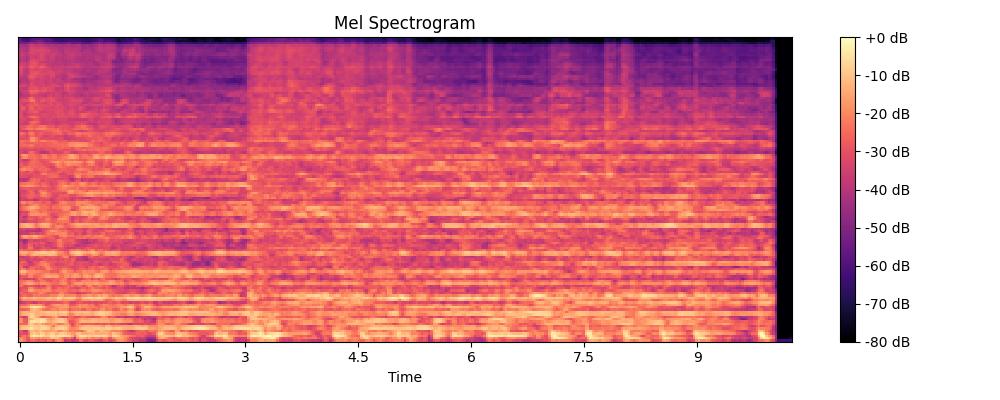 Mel Spectrogram
+0 dB
-10 dB
-20 dB
-30 dB
-40 dB
-50 dB
-60 dB
-70 dB
-80 dB
0 1.5 3 4.5 6 7.5 9
Time